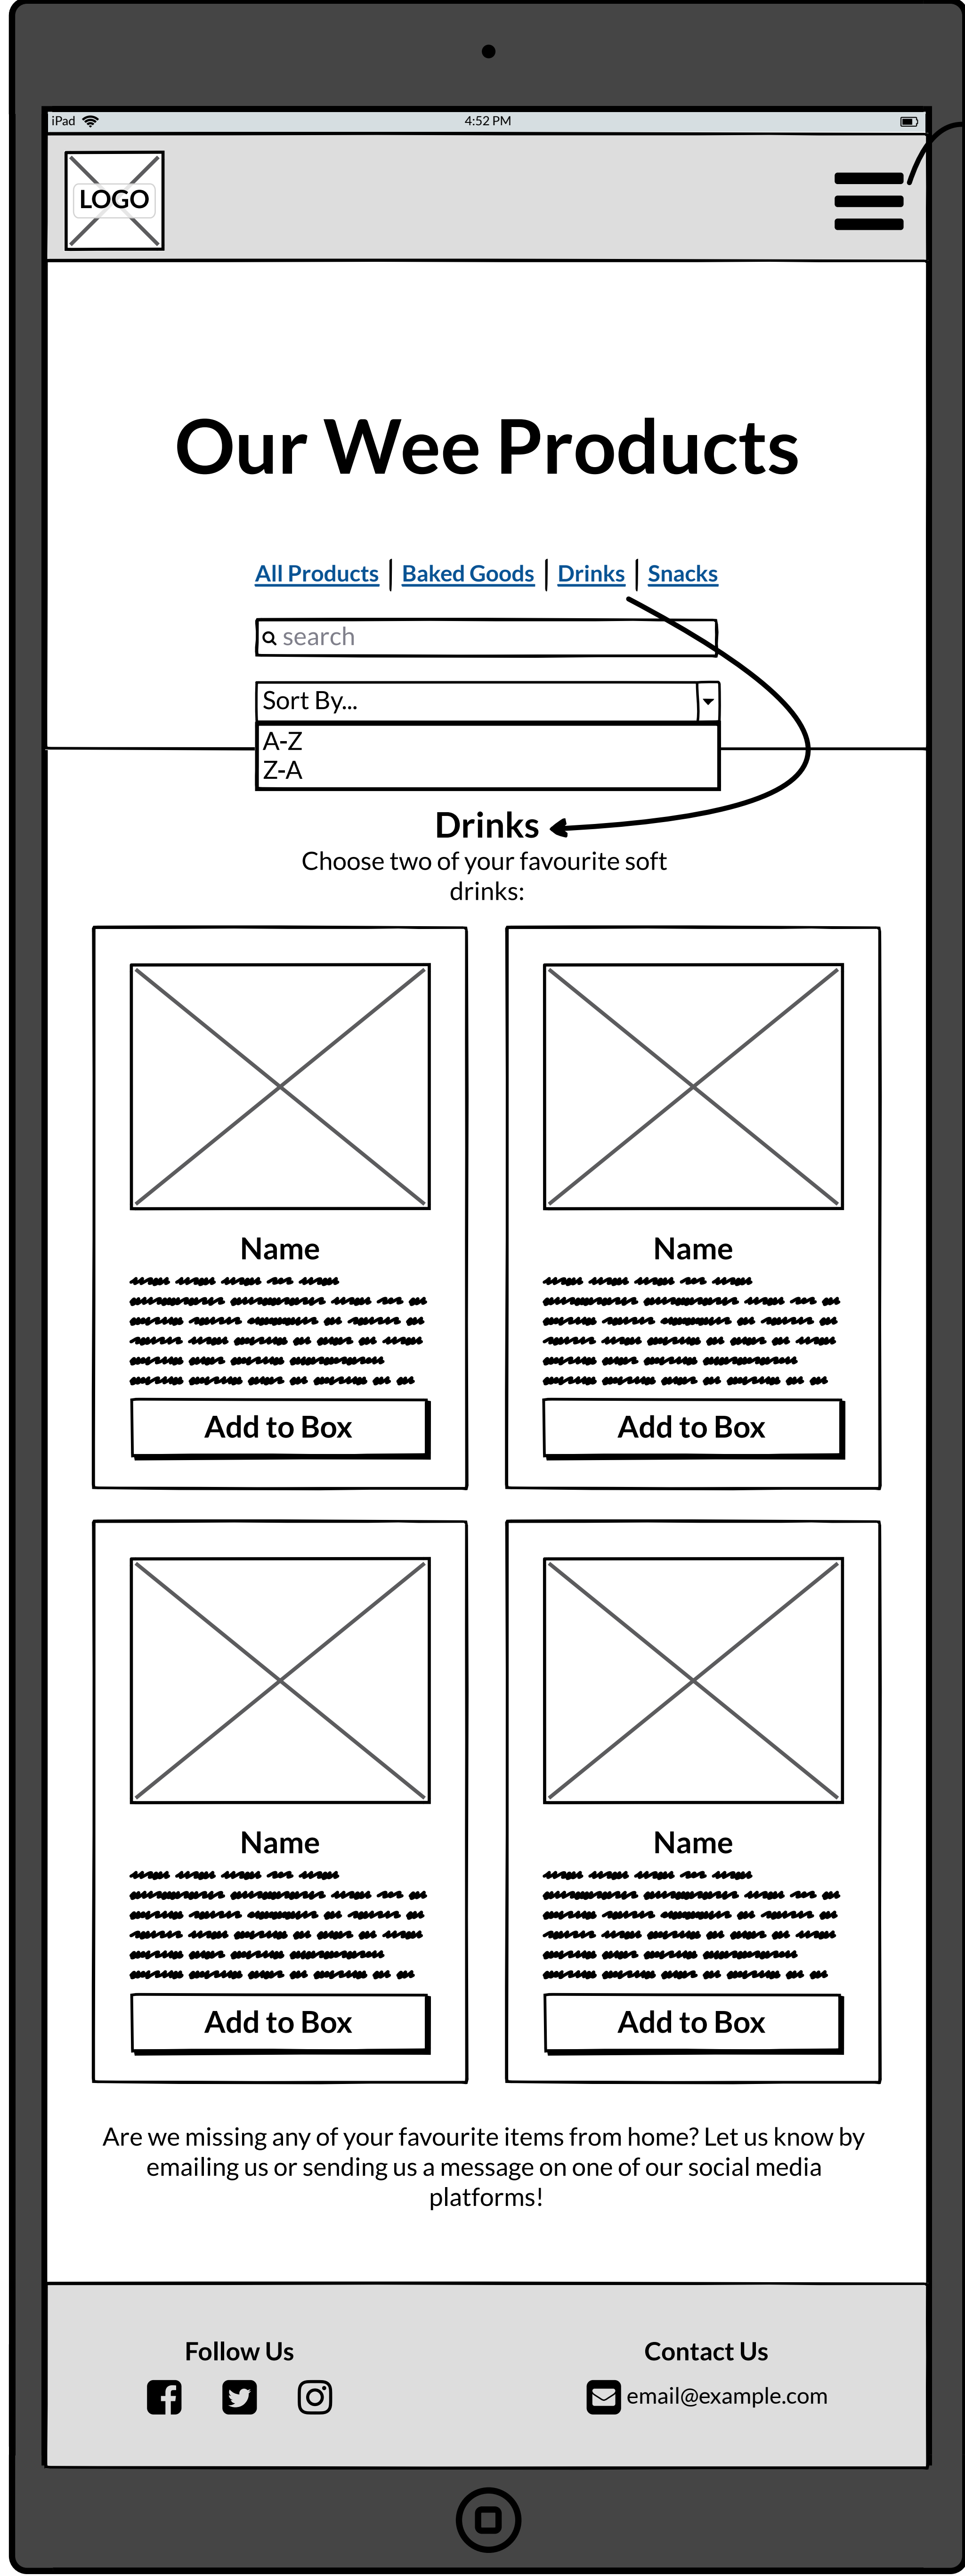 iPad
4:52 PM
LOGO
Our Wee Products
All Products | Baked Goods | Drinks | Snacks
search
Sort By...
A-Z
Z-A
Drinks
Choose two of your favourite soft
drinks:
Name
Add to Box
Name
Add to Box
Name
Add to Box
Name
Add to Box
Are we missing any of your favourite items from home? Let us know by
emailing us or sending us a message on one of our social media
platforms!
Follow Us
Contact Us
email@example.com